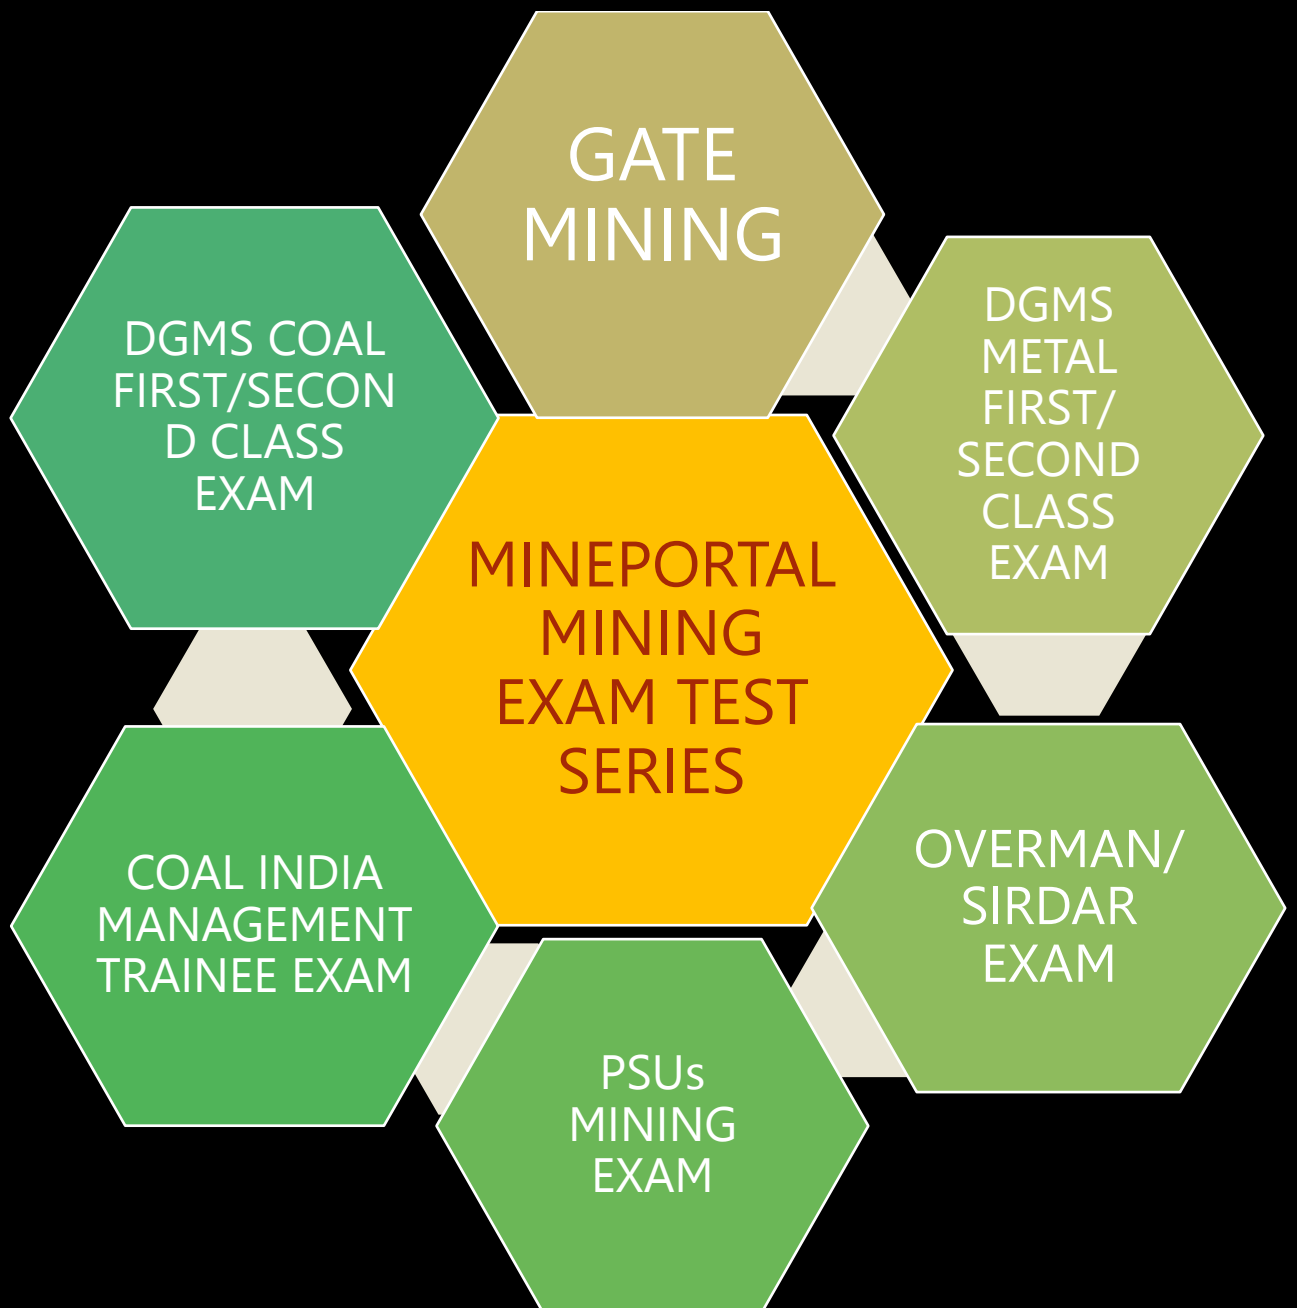 GATE
MINING
DGMS
METAL
FIRST/
SECOND
CLASS
EXAM
OVERMAN/
SIRDAR
EXAM
PSUs
MINING
EXAM
COAL INDIA
MANAGEMENT
TRAINEE EXAM
DGMS COAL
FIRST/SECON
D CLASS
EXAM
MINEPORTAL
MINING
EXAM TEST
SERIES